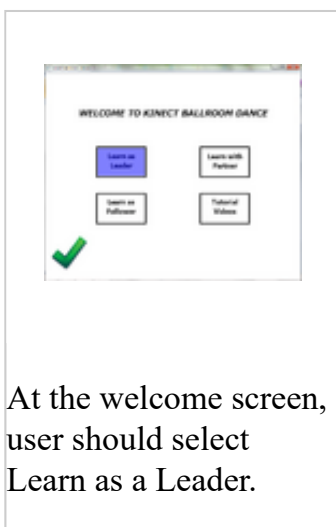 WELCOME TO KINECT BALLROOM DANCE
Learn as
Leader
Learn with
Partner
Learn as
Follower
Tutorial
Videos
At the welcome screen,
user should select
Learn as a Leader.